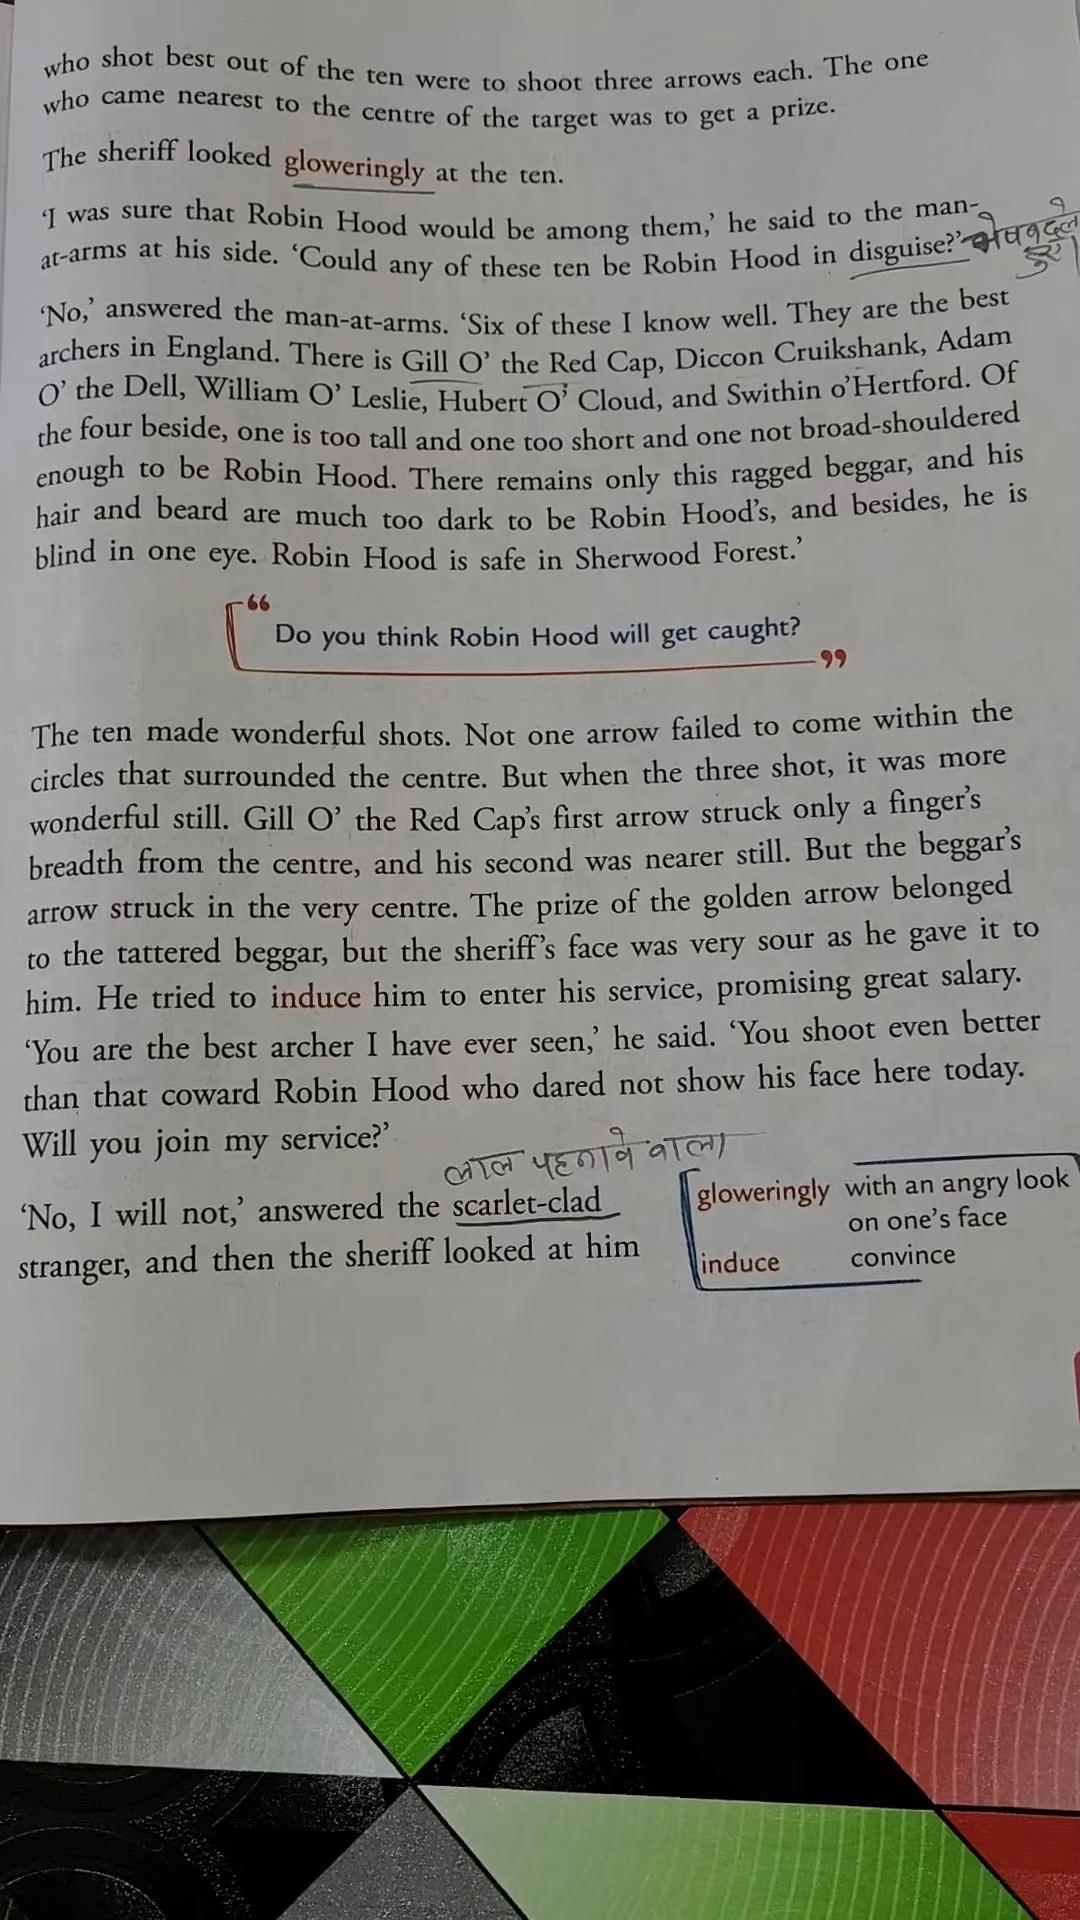 who shot best out of the ten were to shoot three arrows each. The one
who came nearest to the centre of the target was to get a prize.
The sheriff looked gloweringly at the ten.
‘I was sure that Robin Hood would be among them,’ he said to the man-
at-arms at his side. ‘Could any of these ten be Robin Hood in disguise?’
‘No,’ answered the man-at-arms. ‘Six of these I know well. They are the best
archers in England. There is Gill O’ the Red Cap, Diccon Cruikshank, Adam
O’ the Dell, William O’ Leslie, Hubert O’ Cloud, and Swithin o’Hertford. Of
the four beside, one is too tall and one too short and one not broad-shouldered
enough to be Robin Hood. There remains only this ragged beggar, and his
hair and beard are much too dark to be Robin Hood’s, and besides, he is
blind in one eye. Robin Hood is safe in Sherwood Forest.’
“
Do you think Robin Hood will get caught?
”
The ten made wonderful shots. Not one arrow failed to come within the
circles that surrounded the centre. But when the three shot, it was more
wonderful still. Gill O’ the Red Cap’s first arrow struck only a finger’s
breadth from the centre, and his second was nearer still. But the beggar’s
arrow struck in the very centre. The prize of the golden arrow belonged
to the tattered beggar, but the sheriff’s face was very sour as he gave it to
him. He tried to induce him to enter his service, promising great salary.
‘You are the best archer I have ever seen,’ he said. ‘You shoot even better
than that coward Robin Hood who dared not show his face here today.
Will you join my service?’
लाल पहनावे वाला
‘No, I will not,’ answered the scarlet-clad
stranger, and then the sheriff looked at him
gloweringly with an angry look
on one’s face
induce convince